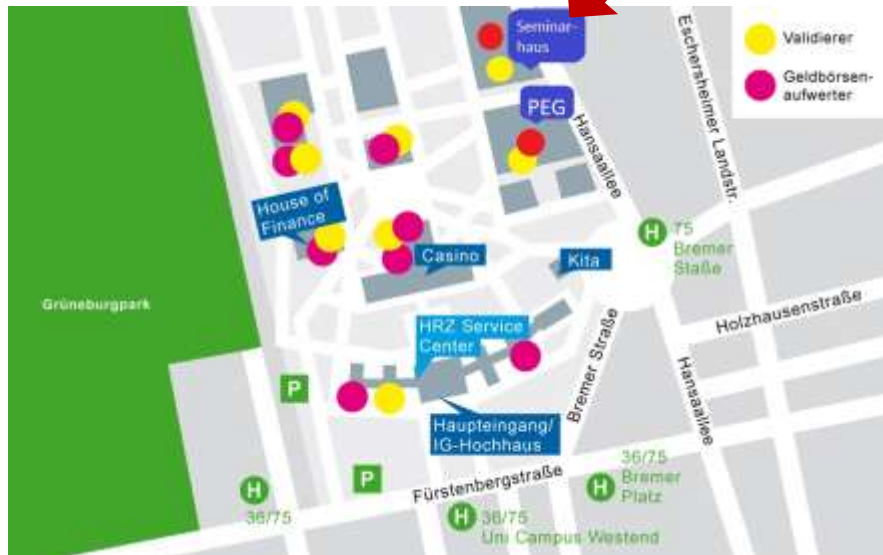 Seminar-
haus
PEG
Eschersheimer Landstr.
Hansaallee
Validierer
Geldbörsen-
aufwerter
House of
Finance
Casino
Kita
H
75
Bremer
Staße
Grüneburgpark
HRZ Service
Center
Holzhausenstraße
Bremer Straße
Hansaallee
P
Haupteingang/
IG-Hochhaus
P
Fürstenbergstraße
H
36/75
H
36/75
Uni Campus Westend
H
36/75
Bremer
Platz